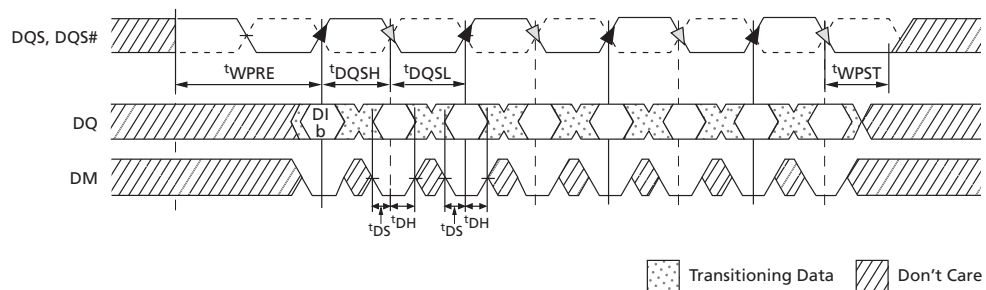 DQS, DQS#
tWPRE
tDQSH
tDQSL
tWPST
DQ
DI
b
DM
tDS
tDH
tDS
tDH
Transitioning Data
Don't Care